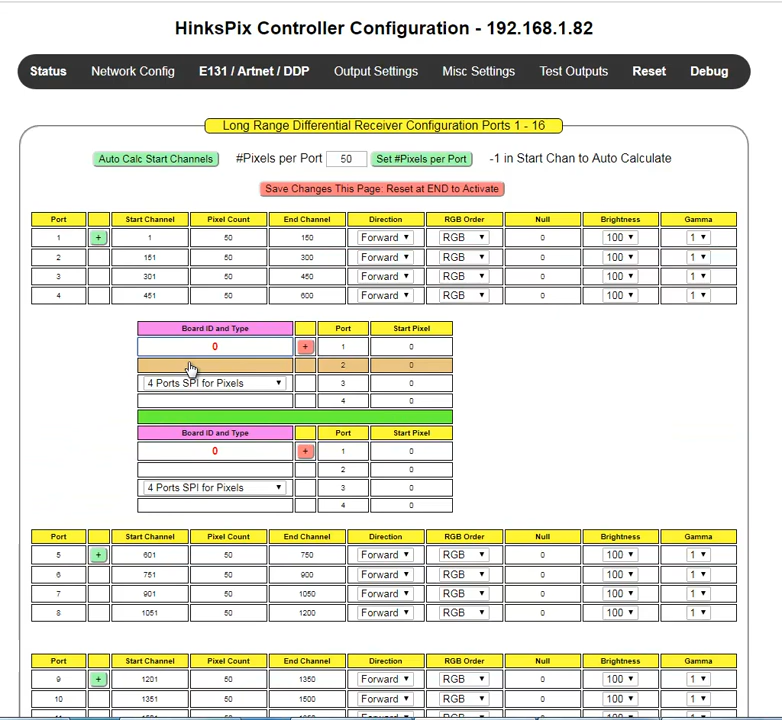 HinksPix Controller Configuration - 192.168.1.82
Status Network Config E131 / Artnet / DDP Output Settings Misc Settings Test Outputs Reset Debug
Long Range Differential Receiver Configuration Ports 1 - 16
Auto Calc Start Channels #Pixels per Port 50 Set #Pixels per Port -1 in Start Chan to Auto Calculate
Save Changes This Page: Reset at END to Activate
Port Start Channel Pixel Count End Channel Direction RGB Order Null Brightness Gamma
1 + 1 50 150 Forward RGB 0 100 1
2 151 50 300 Forward RGB 0 100 1
3 301 50 450 Forward RGB 0 100 1
4 451 50 600 Forward RGB 0 100 1
Board ID and Type Port Start Pixel
0 + 1 0
2 0
4 Ports SPI for Pixels 3 0
4 0
Board ID and Type Port Start Pixel
0 + 1 0
2 0
4 Ports SPI for Pixels 3 0
4 0
Port Start Channel Pixel Count End Channel Direction RGB Order Null Brightness Gamma
5 + 601 50 750 Forward RGB 0 100 1
6 751 50 900 Forward RGB 0 100 1
7 901 50 1050 Forward RGB 0 100 1
8 1051 50 1200 Forward RGB 0 100 1
Port Start Channel Pixel Count End Channel Direction RGB Order Null Brightness Gamma
9 + 1201 50 1350 Forward RGB 0 100 1
10 1351 50 1500 Forward RGB 0 100 1